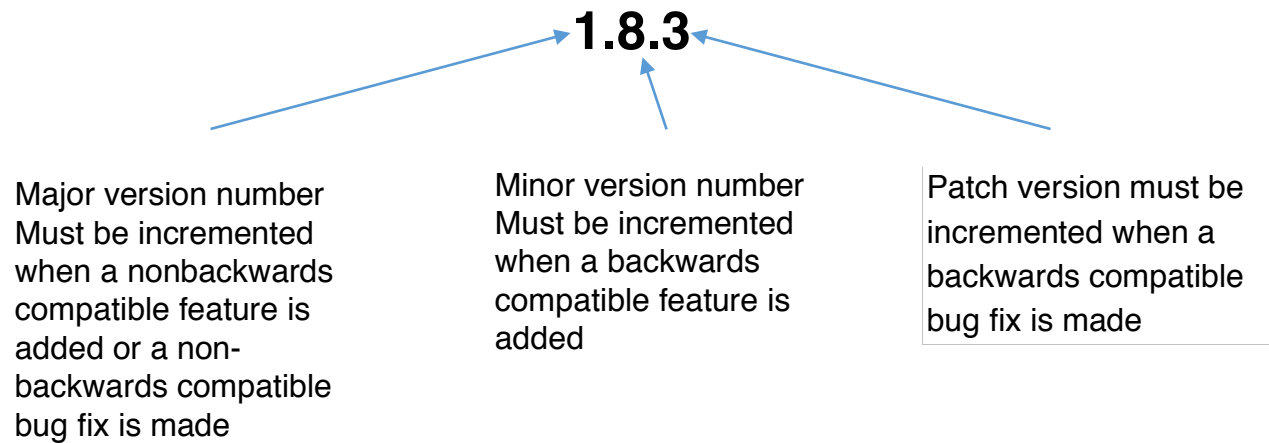 1.8.3
Major version number
Must be incremented
when a nonbackwards
compatible feature is
added or a non-
backwards compatible
bug fix is made
Minor version number
Must be incremented
when a backwards
compatible feature is
added
Patch version must be
incremented when a
backwards compatible
bug fix is made